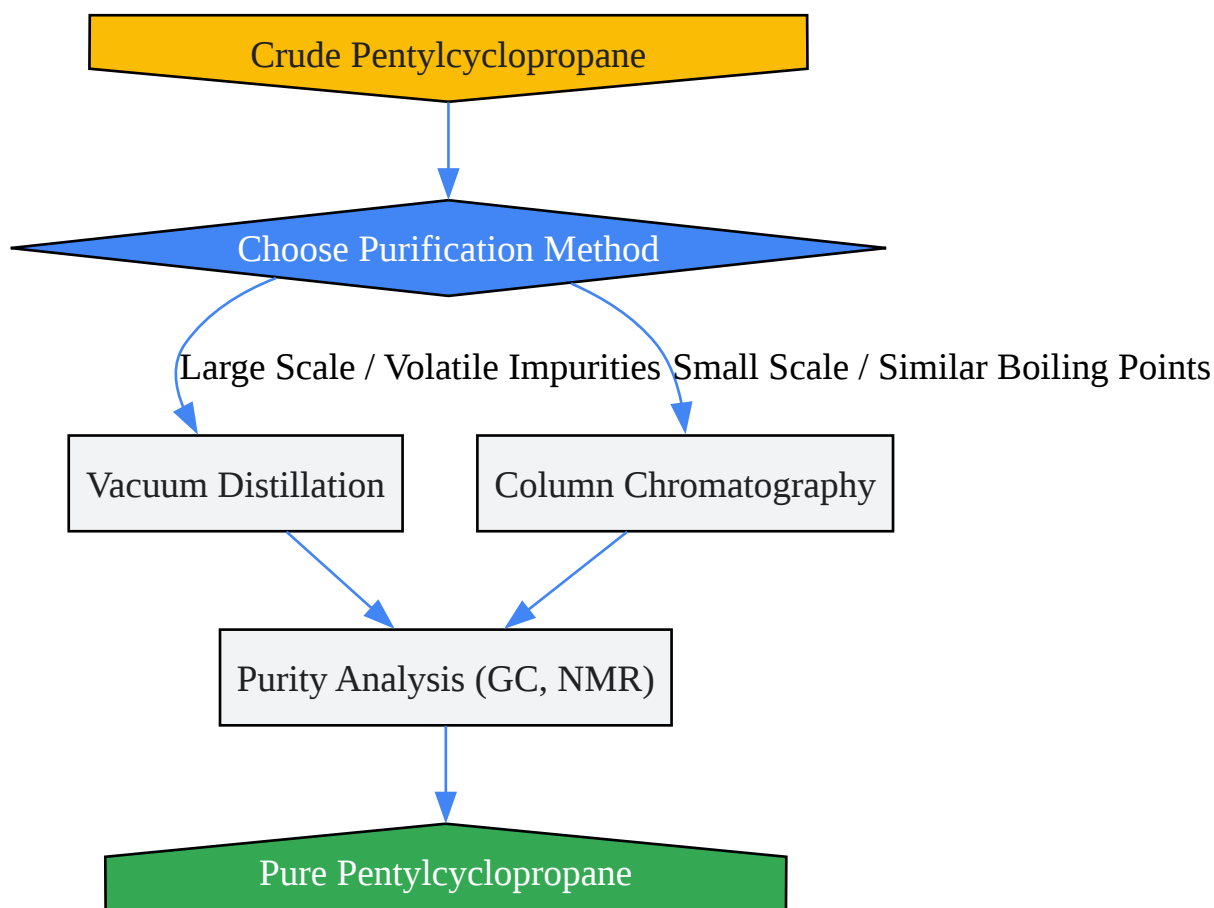 Crude Pentylcyclopropane
Choose Purification Method
Large Scale / Volatile Impurities
Small Scale / Similar Boiling Points
Vacuum Distillation
Column Chromatography
Purity Analysis (GC, NMR)
Pure Pentylcyclopropane